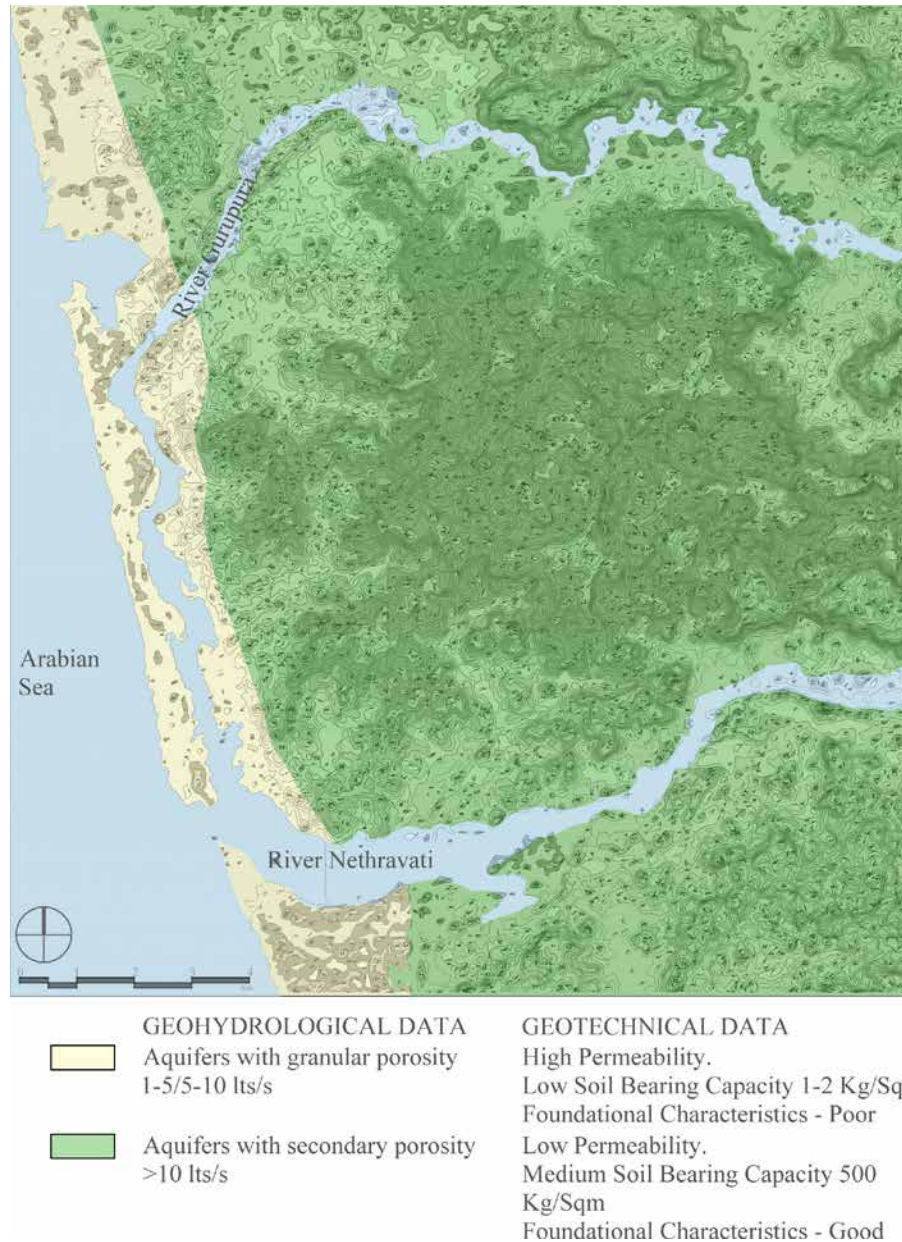 River Gurupura
Arabian
Sea
River Nethravati
GEOHYDROLOGICAL DATA
Aquifers with granular porosity
1-5/5-10 lts/s
Aquifers with secondary porosity
>10 lts/s
GEOTECHNICAL DATA
High Permeability.
Low Soil Bearing Capacity 1-2 Kg/Sq
Foundational Characteristics - Poor
Low Permeability.
Medium Soil Bearing Capacity 500
Kg/Sqm
Foundational Characteristics - Good